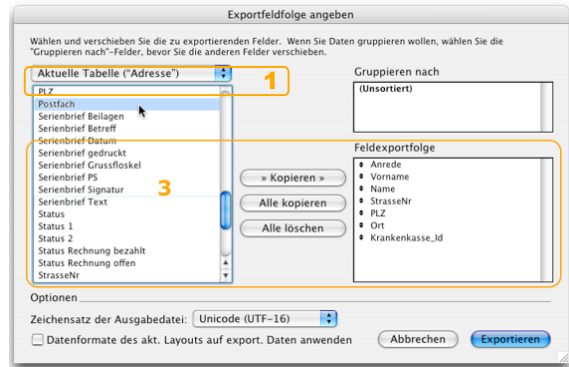 Exportfeldfolge angeben
Wählen und verschieben Sie die zu exportierenden Felder. Wenn Sie Daten gruppieren wollen, wählen Sie die
"Gruppieren nach"-Felder, bevor Sie die anderen Felder verschieben.
Aktuelle Tabelle ("Adresse")
1
Gruppieren nach
PLZ
Postfach
Serienbrief Beilagen
Serienbrief Betreff
Serienbrief Datum
Serienbrief gedruckt
Serienbrief Grussfloskel
Serienbrief PS
Serienbrief Signatur
Serienbrief Text
Status
Status 1
Status 2
Status Rechnung bezahlt
Status Rechnung offen
StrasseNr
3
» Kopieren »
Alle kopieren
Alle löschen
(Unsortiert)
Feldexportfolge
Anrede
Vorname
Name
StrasseNr
PLZ
Ort
Krankenkasse_Id
Optionen
Zeichensatz der Ausgabedatei: Unicode (UTF-16)
Datenformate des akt. Layouts auf export. Daten anwenden
Abbrechen
Exportieren